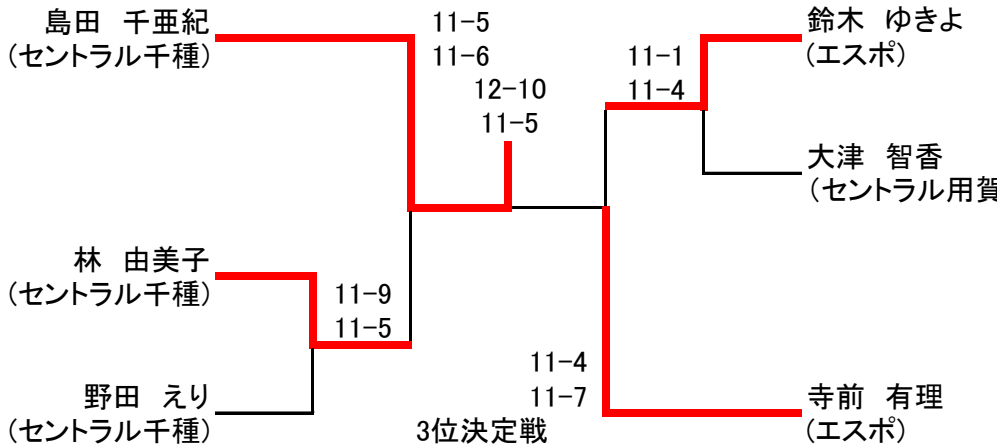 島田　千亜紀
(セントラル千種)
11-5
11-6
12-10
11-5
林　由美子
(セントラル千種)
11-9
11-5
野田　えり
(セントラル千種)
鈴木　ゆきよ
(エスポ)
11-1
11-4
大津　智香
(セントラル用賀
11-4
11-7
寺前　有理
(エスポ)
3位決定戦